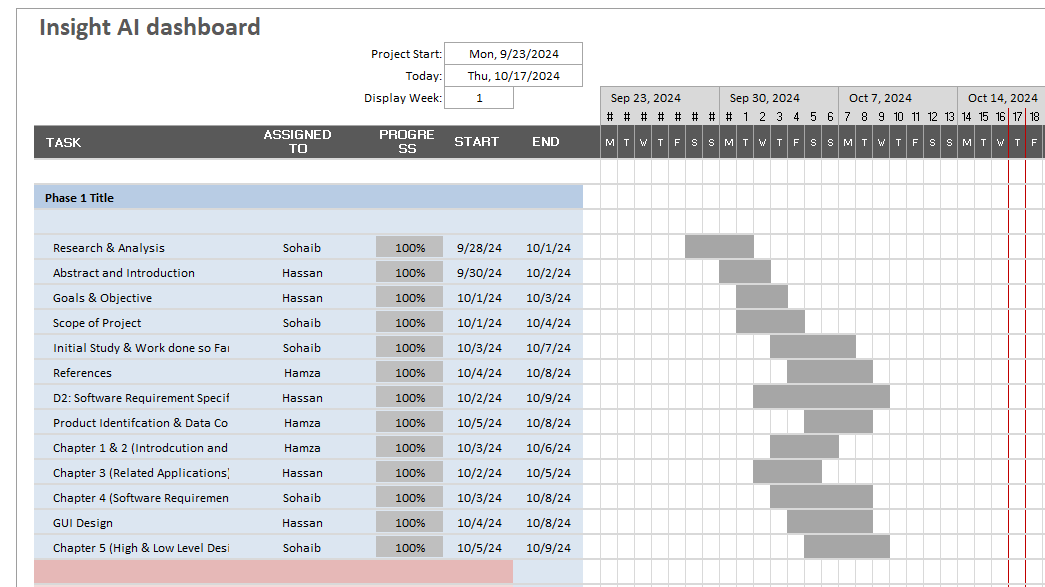 Insight AI dashboard
Project Start: Mon, 9/23/2024
Today: Thu, 10/17/2024
Display Week: 1
Sep 23, 2024 Sep 30, 2024 Oct 7, 2024 Oct 14, 2024
# # # # # # # # 1 2 3 4 5 6 7 8 9 10 11 12 13 14 15 16 17 18
TASK ASSIGNED TO PROGRESS START END M T W T F S S M T W T F S S M T W T F S S M T W T F
Phase 1 Title
Research & Analysis Sohaib 100% 9/28/24 10/1/24
Abstract and Introduction Hassan 100% 9/30/24 10/2/24
Goals & Objective Hassan 100% 10/1/24 10/3/24
Scope of Project Sohaib 100% 10/1/24 10/4/24
Initial Study & Work done so Far Sohaib 100% 10/3/24 10/7/24
References Hamza 100% 10/4/24 10/8/24
D2: Software Requirement Specif Hassan 100% 10/2/24 10/9/24
Product Identifcation & Data Co Hamza 100% 10/5/24 10/8/24
Chapter 1 & 2 (Introdcution and Hamza 100% 10/3/24 10/6/24
Chapter 3 (Related Applications) Hassan 100% 10/2/24 10/5/24
Chapter 4 (Software Requiremen Sohaib 100% 10/3/24 10/8/24
GUI Design Hassan 100% 10/4/24 10/8/24
Chapter 5 (High & Low Level Desi Sohaib 100% 10/5/24 10/9/24